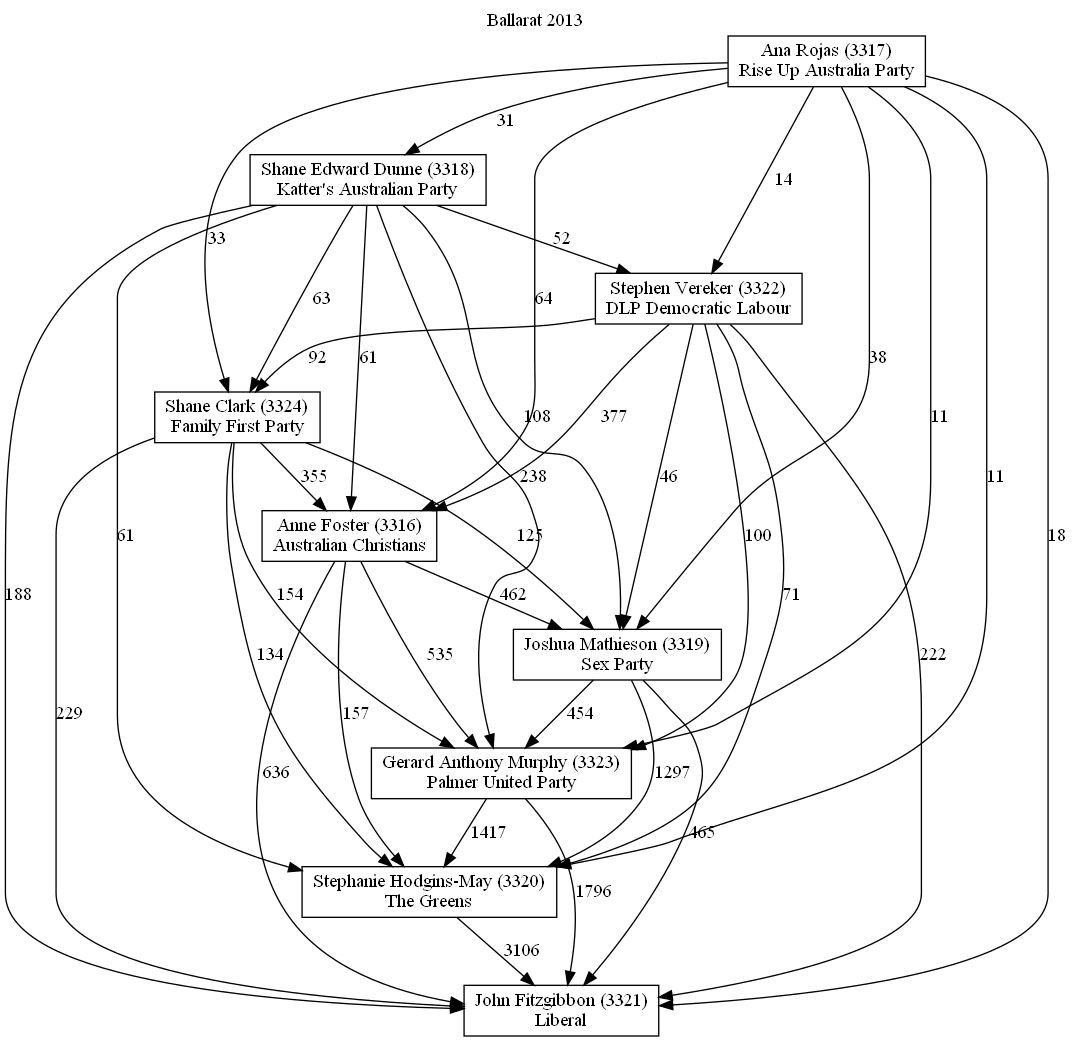 Ballarat 2013
Ana Rojas (3317)
Rise Up Australia Party
31
Shane Edward Dunne (3318)
Katter's Australian Party
14
33
52
Stephen Vereker (3322)
DLP Democratic Labour
63
64
92
61
38
Shane Clark (3324)
Family First Party
108
377
11
355
238
46
11
Anne Foster (3316)
Australian Christians
61
125
100
18
188
154
462
71
Joshua Mathieson (3319)
Sex Party
134
535
222
229
157
454
Gerard Anthony Murphy (3323)
Palmer United Party
636
1297
1417
465
Stephanie Hodgins-May (3320)
The Greens
1796
3106
John Fitzgibbon (3321)
Liberal